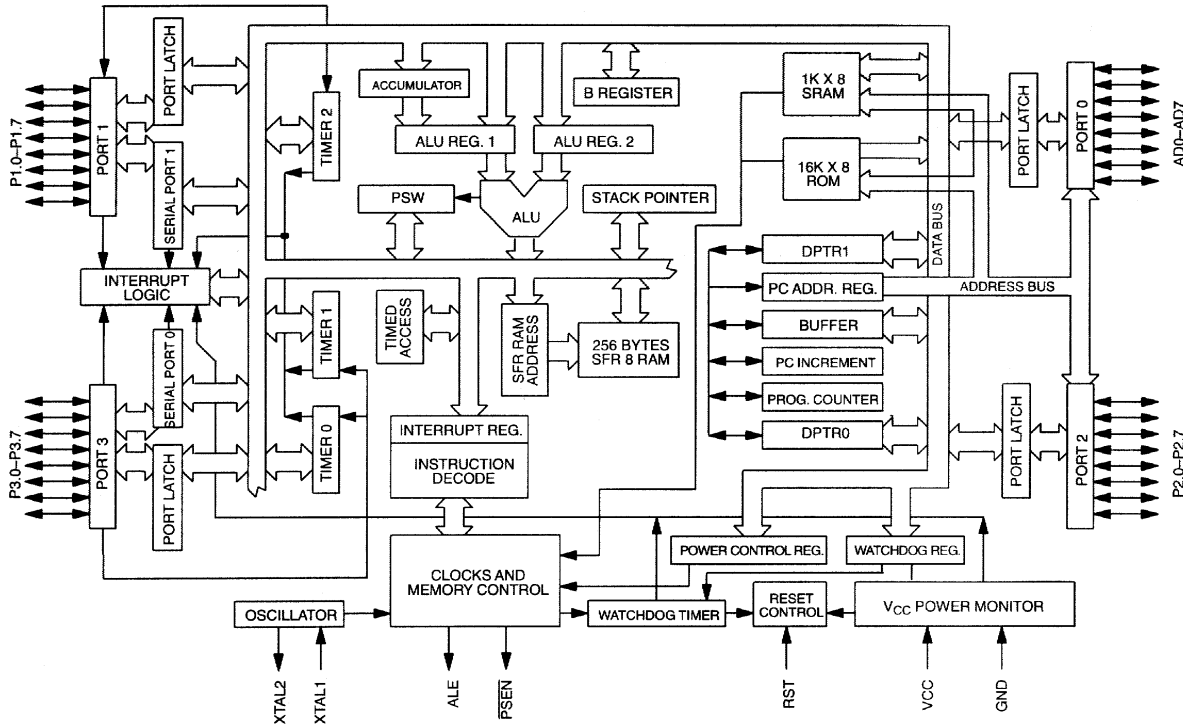 PORT LATCH
PORT 1
P1.0–P1.7
SERIAL PORT 1
TIMER 2
ACCUMULATOR
ALU REG. 1
ALU REG. 2
B REGISTER
1K X 8
SRAM
16K X 8
ROM
PORT LATCH
PORT 0
AD0–AD7
PSW
ALU
STACK POINTER
DATA BUS
INTERRUPT
LOGIC
DPTR1
PC ADDR. REG.
ADDRESS BUS
BUFFER
PC INCREMENT
PROG. COUNTER
DPTR0
TIMER 1
TIMED
ACCESS
SFR RAM
ADDRESS
256 BYTES
SFR 8 RAM
SERIAL PORT 0
PORT 3
P3.0–P3.7
PORT LATCH
TIMER 0
INTERRUPT REG.
INSTRUCTION
DECODE
PORT LATCH
PORT 2
P2.0–P2.7
CLOCKS AND
MEMORY CONTROL
POWER CONTROL REG.
WATCHDOG REG.
OSCILLATOR
WATCHDOG TIMER
RESET
CONTROL
VCC POWER MONITOR
XTAL2
XTAL1
ALE
PSEN
RST
VCC
GND